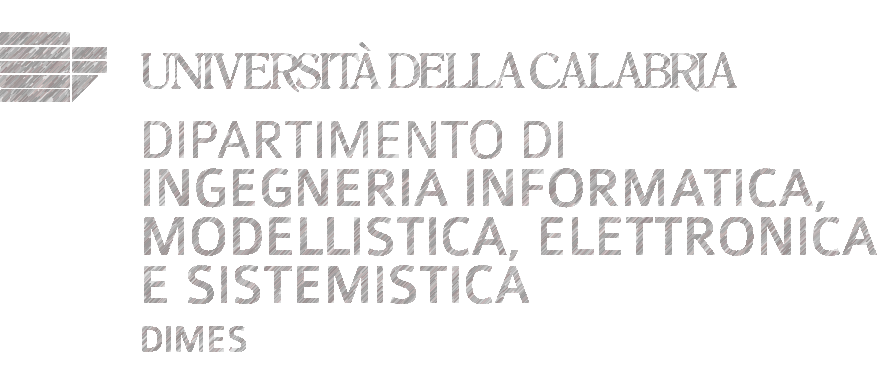 UNIVERSITÀ DELLA CALABRIA
DIPARTIMENTO DI
INGEGNERIA INFORMATICA,
MODELLISTICA, ELETTRONICA
E SISTEMISTICA
DIMES